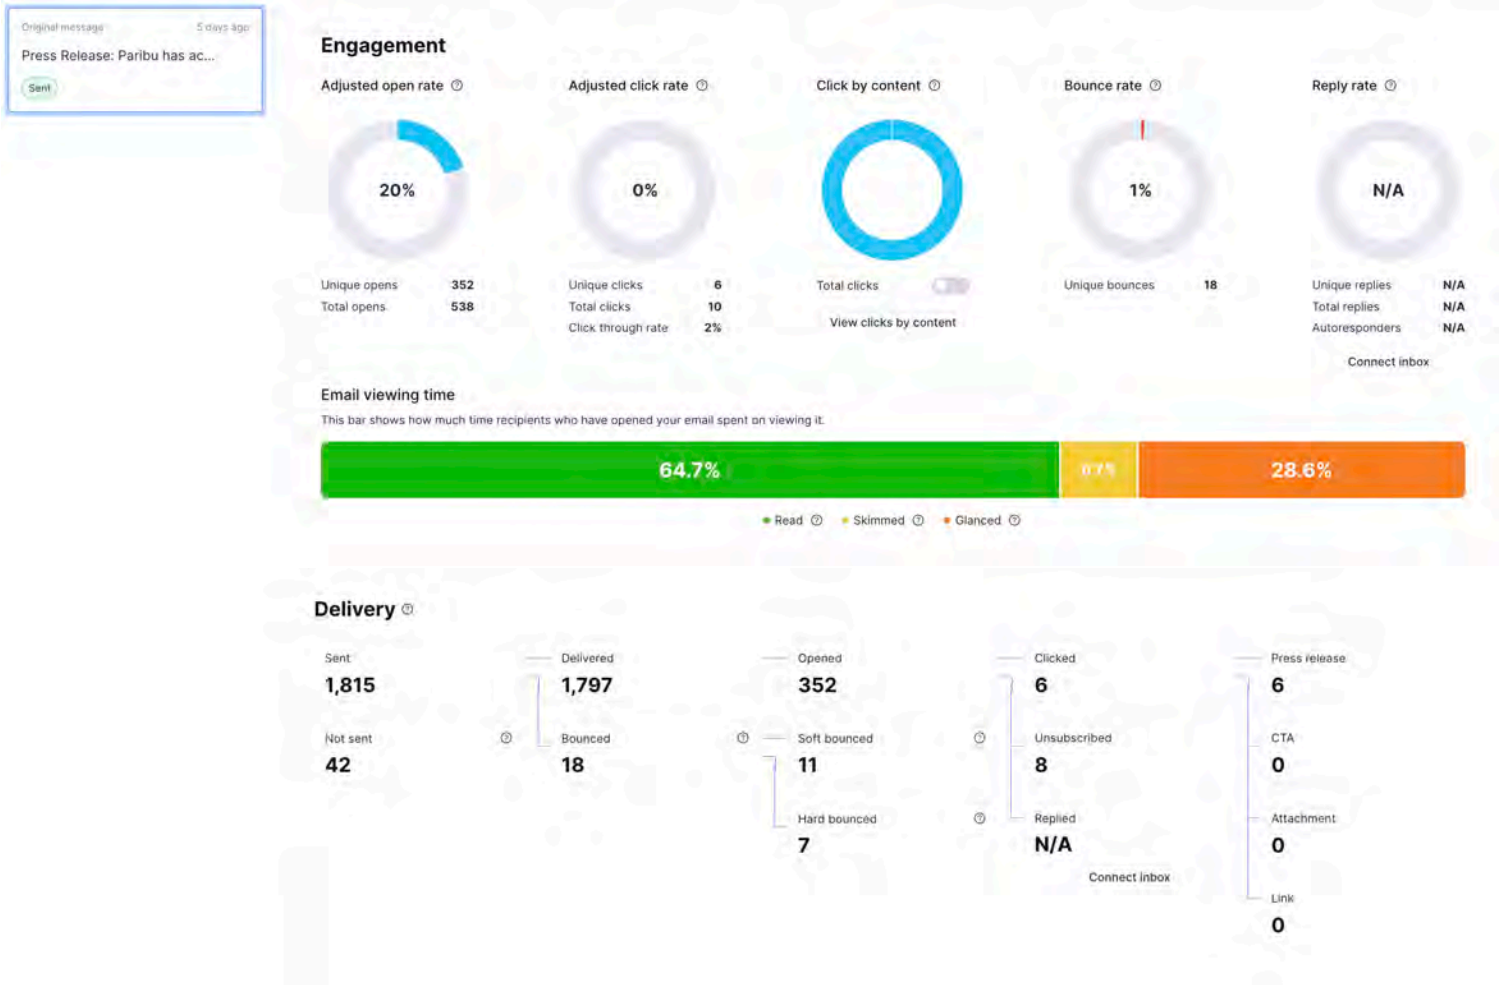 Original message 5 days ago
Press Release: Paribu has ac...
Sent
Engagement
Adjusted open rate
20%
Unique opens 352
Total opens 538
Adjusted click rate
0%
Unique clicks 6
Total clicks 10
Click through rate 2%
Click by content
Total clicks
View clicks by content
Bounce rate
1%
Unique bounces 18
Reply rate
N/A
Unique replies N/A
Total replies N/A
Autoresponders N/A
Connect inbox
Email viewing time
This bar shows how much time recipients who have opened your email spent on viewing it.
64.7%
28.6%
Read Skimmed Glanced
Delivery
Sent
1,815
Not sent
42
Delivered
1,797
Bounced
18
Opened
352
Soft bounced
11
Hard bounced
7
Clicked
6
Unsubscribed
8
Replied
N/A
Connect inbox
Press release
6
CTA
0
Attachment
0
Link
0